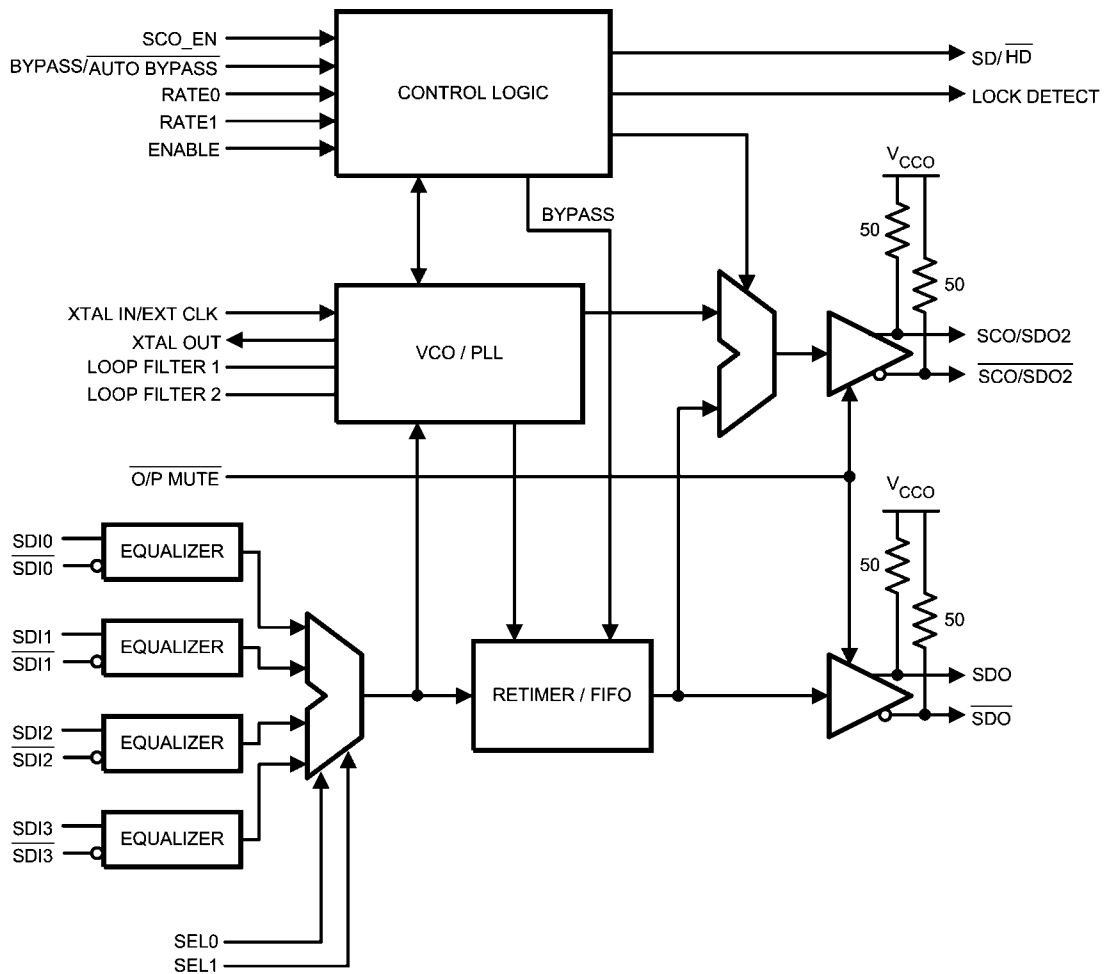 SCO_EN
BYPASS/AUTO BYPASS
RATE0
RATE1
ENABLE
CONTROL LOGIC
SD/HD
LOCK DETECT
BYPASS
VCCO
50
50
XTAL IN/EXT CLK
XTAL OUT
LOOP FILTER 1
LOOP FILTER 2
VCO / PLL
SCO/SDO2
SCO/SDO2
O/P MUTE
VCCO
50
50
SDI0
SDI0
EQUALIZER
SDI1
SDI1
EQUALIZER
SDI2
SDI2
EQUALIZER
SDI3
SDI3
EQUALIZER
RETIMER / FIFO
SDO
SDO
SEL0
SEL1